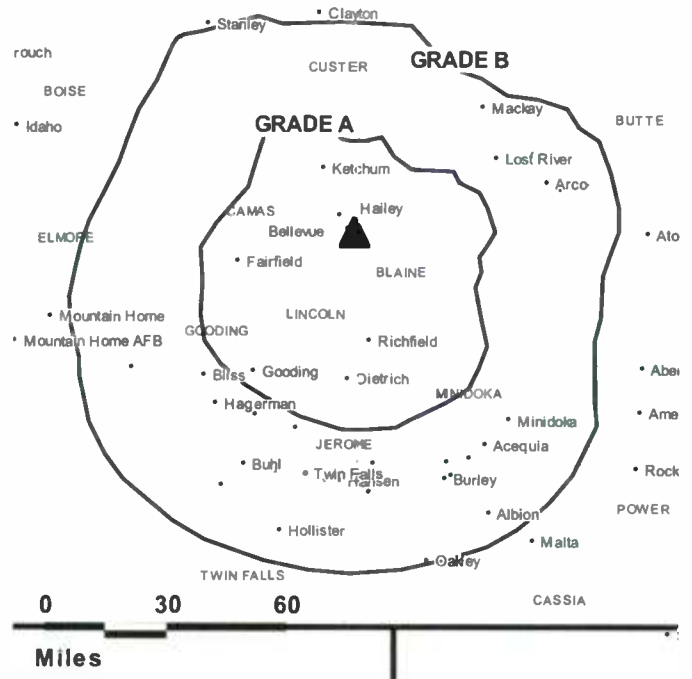 Clayton
Stanley
rouch
GRADE B
CUSTER
BOISE
Mackay
BUTTE
Idaho
GRADE A
Lost River
Ketchum
Arco
Hailey
CAMAS
Bellevue
ELMORE
Ato
Fairfield
BLAINE
LINCOLN
Mountain Home
GOODING
Mountain Home AFB
Richfield
Bliss
Gooding
Dietrich
Abe
MINIDOKA
Hagerman
Ame
Minidoka
JEROME
Acequia
Buhl
Twin Falls
Hansen
Burley
Rock
Albion
POWER
Hollister
Malta
Oakley
TWIN FALLS
CASSIA
0 30 60
Miles